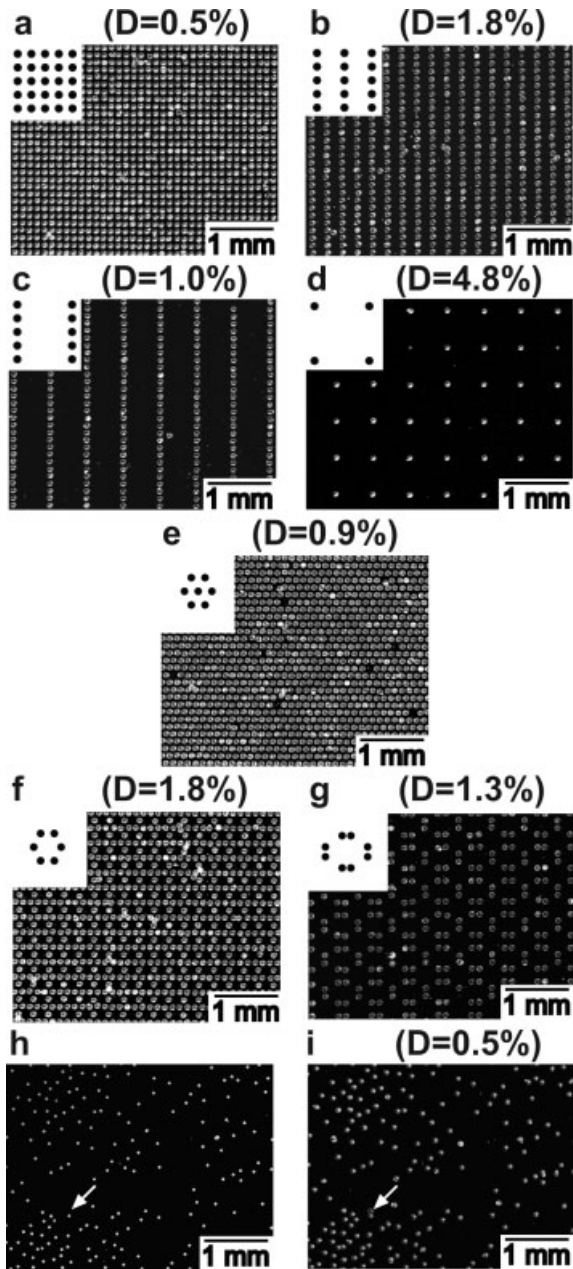 a (D=0.5%)
b (D=1.8%)
1 mm
1 mm
c (D=1.0%)
d (D=4.8%)
1 mm
1 mm
e (D=0.9%)
1 mm
f (D=1.8%)
g (D=1.3%)
1 mm
1 mm
h
i (D=0.5%)
1 mm
1 mm